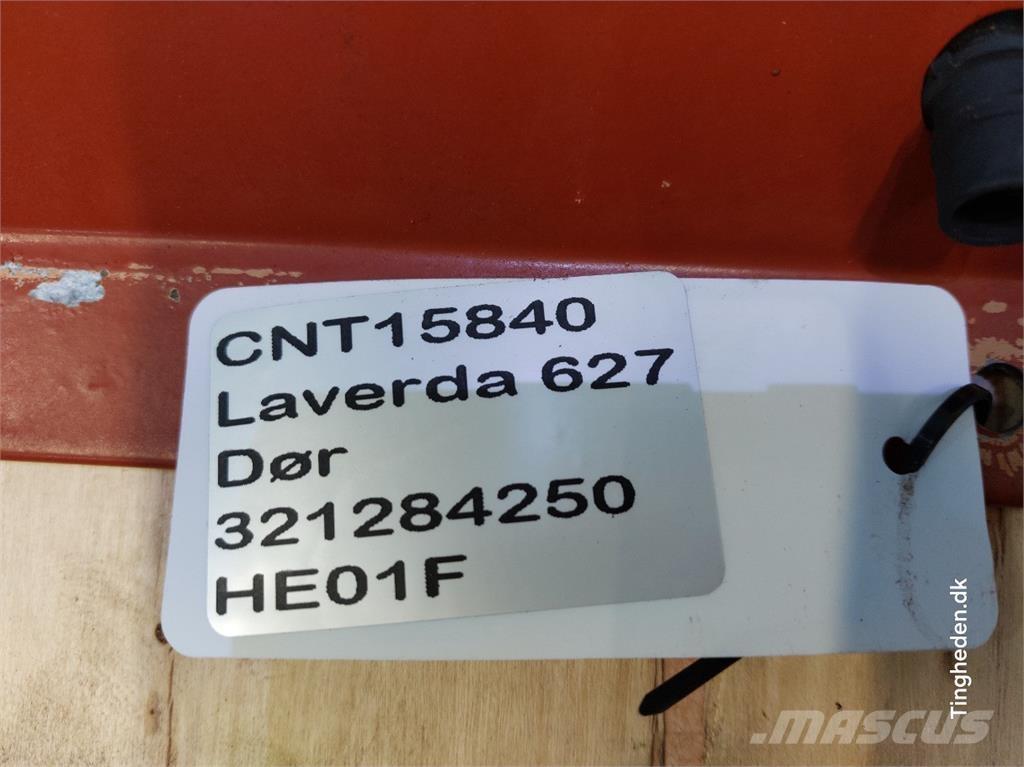 CNT15840
Laverda 627
Dør
321284250
HE01F
Tingheden.dk
MASCUS